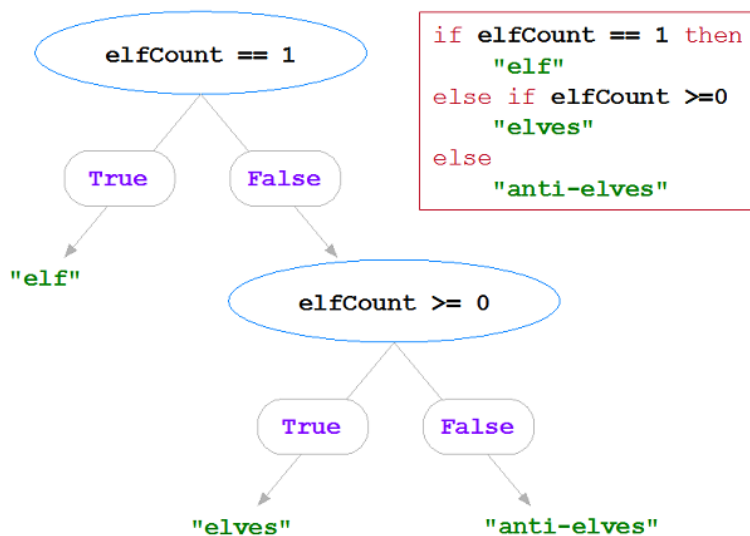 elfCount == 1
if elfCount == 1 then
"elf"
else if elfCount >=0
"elves"
else
"anti-elves"
True
False
"elf"
elfCount >= 0
True
False
"elves"
"anti-elves"